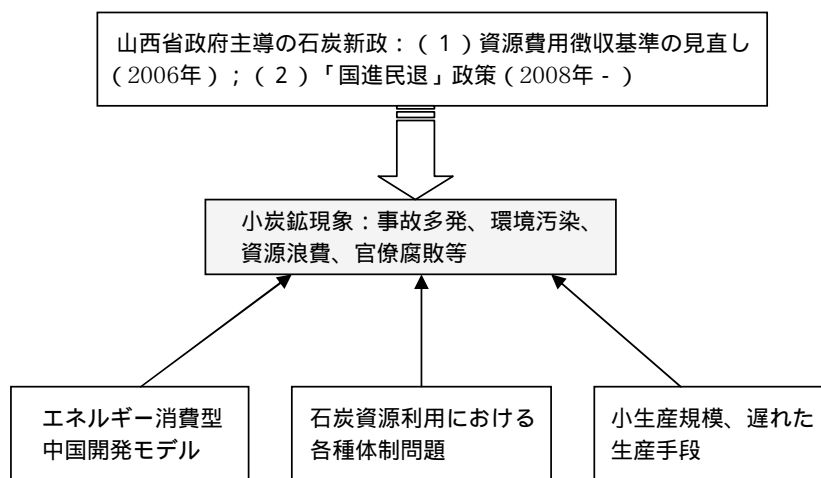 山西省政府主導の石炭新政：（１）資源費用徴収基準の見直し
（2006年）；（２）「国進民退」政策（2008年 - ）
小炭鉱現象：事故多発、環境汚染、
資源浪費、官僚腐敗等
エネルギー消費型
中国開発モデル
石炭資源利用における
各種体制問題
小生産規模、遅れた
生産手段